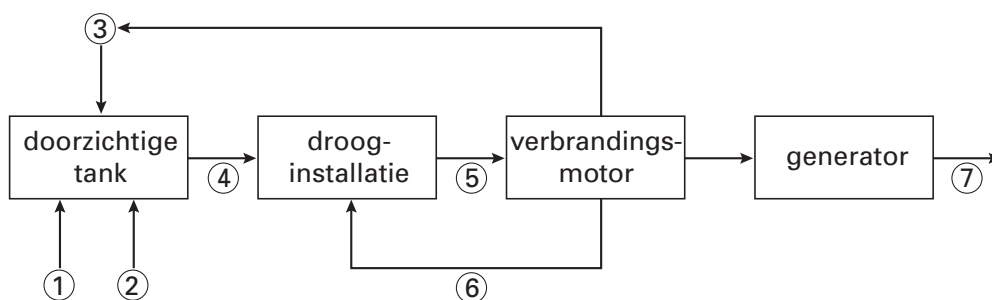 ③
doorzichtige
tank
droog-
installatie
verbrandings-
motor
generator
④
⑤
⑦
①
②
⑥